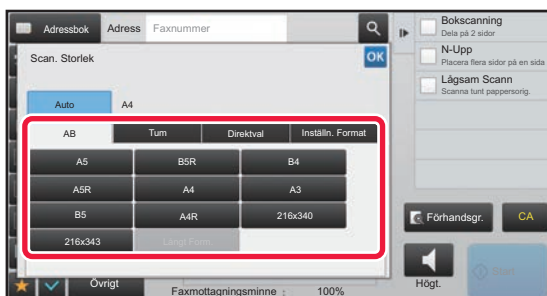 Adressbok Adress Faxnummer
Scan. Storlek OK
Auto A4
AB Tum Direktval Inställn. Format
A5 B5R B4
A5R A4 A3
B5 A4R 216x340
216x343 Långt Form.
Övrigt Faxmottagningsminne : 100%
Bokscanning
Dela på 2 sidor
N-Upp
Placera flera sidor på en sida
Lågsam Scann
Scanna tunt pappersorig.
Förhandsgr. CA
Högt. Start